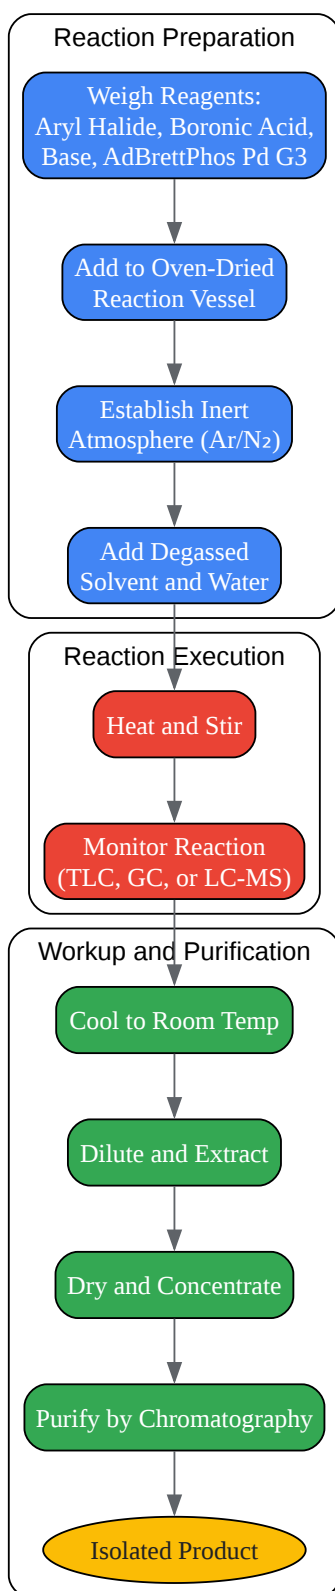 Reaction Preparation
Weigh Reagents:
Aryl Halide, Boronic Acid,
Base, AdBrettPhos Pd G3
Add to Oven-Dried
Reaction Vessel
Establish Inert
Atmosphere (Ar/N₂)
Add Degassed
Solvent and Water
Reaction Execution
Heat and Stir
Monitor Reaction
(TLC, GC, or LC-MS)
Workup and Purification
Cool to Room Temp
Dilute and Extract
Dry and Concentrate
Purify by Chromatography
Isolated Product